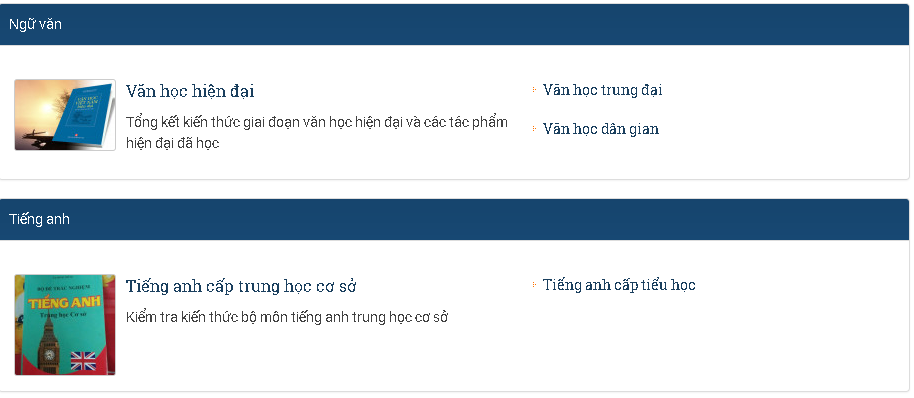 Ngữ văn
Văn học hiện đại
Tổng kết kiến thức giai đoạn văn học hiện đại và các tác phẩm
hiện đại đã học
Văn học trung đại
Văn học dân gian
Tiếng anh
BỘ ĐỀ TRẮC NGHIỆM
TIẾNG ANH
Trung học Cơ sở
Tiếng anh cấp trung học cơ sở
Kiểm tra kiến thức bộ môn tiếng anh trung học cơ sở
Tiếng anh cấp tiểu học